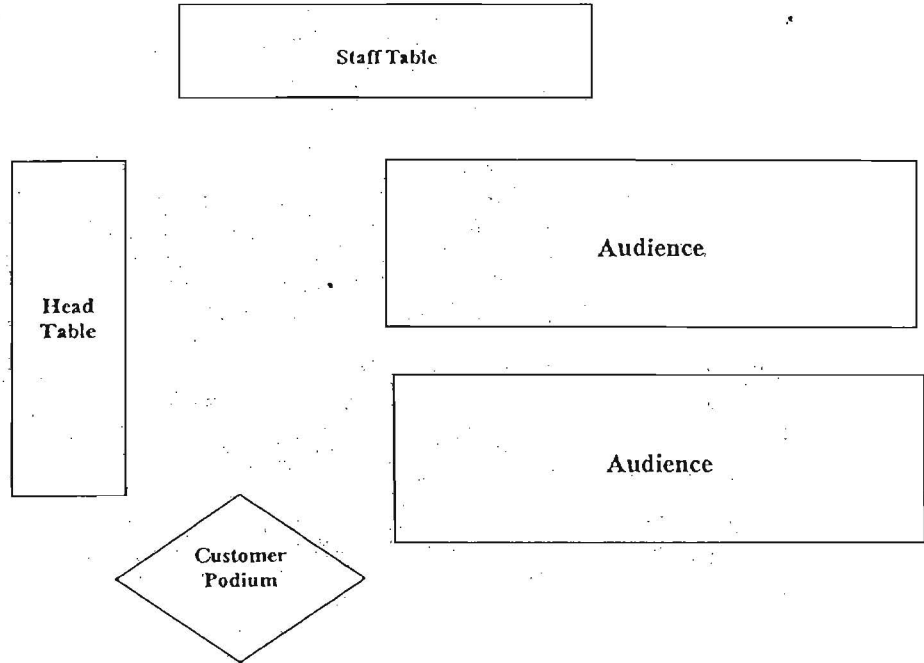 Staff Table
Audience
Head
Table
Audience
Customer
Podium